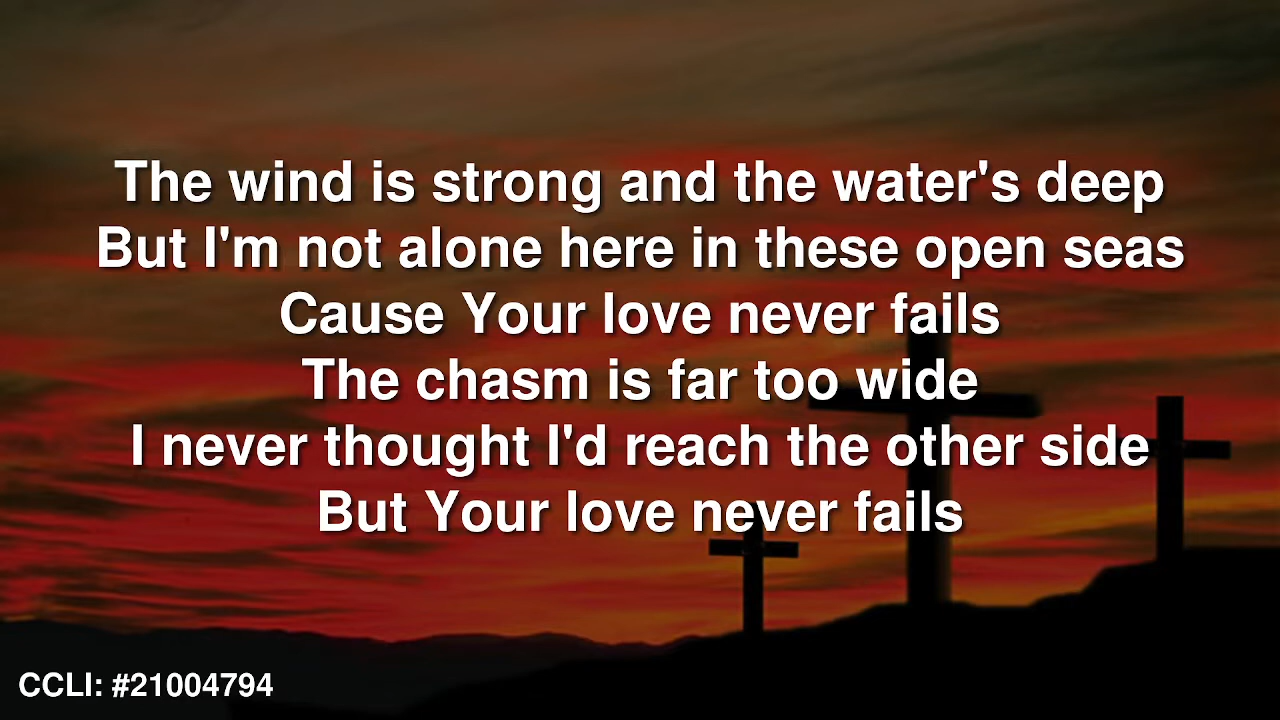 The wind is strong and the water's deep
But I'm not alone here in these open seas
Cause Your love never fails
The chasm is far too wide
I never thought I'd reach the other side
But Your love never fails
CCLI: #21004794